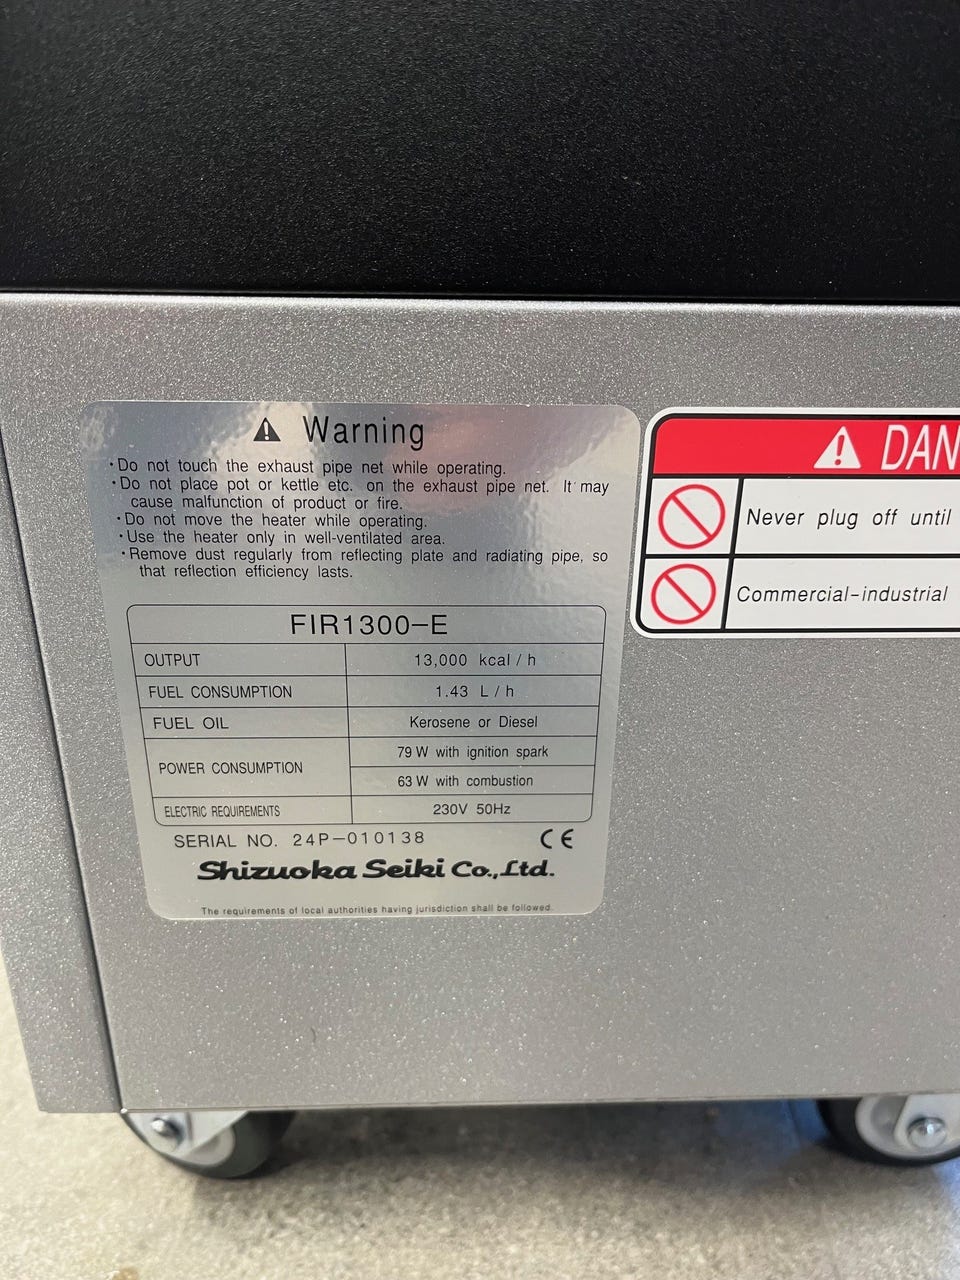 Warning
・Do not touch the exhaust pipe net while operating.
・Do not place pot or kettle etc. on the exhaust pipe net. It may
cause malfunction of product or fire.
・Do not move the heater while operating.
・Use the heater only in well-ventilated area.
・Remove dust regularly from reflecting plate and radiating pipe, so
that reflection efficiency lasts.
FIR1300-E
OUTPUT 13,000 kcal / h
FUEL CONSUMPTION 1.43 L / h
FUEL OIL Kerosene or Diesel
POWER CONSUMPTION 79 W with ignition spark
63 W with combustion
ELECTRIC REQUIREMENTS 230V 50Hz
SERIAL NO. 24P-010138 CE
Shizuoka Seiki Co.,Ltd.
The requirements of local authorities having jurisdiction shall be followed.
DAN
Never plug off until
Commercial-industrial